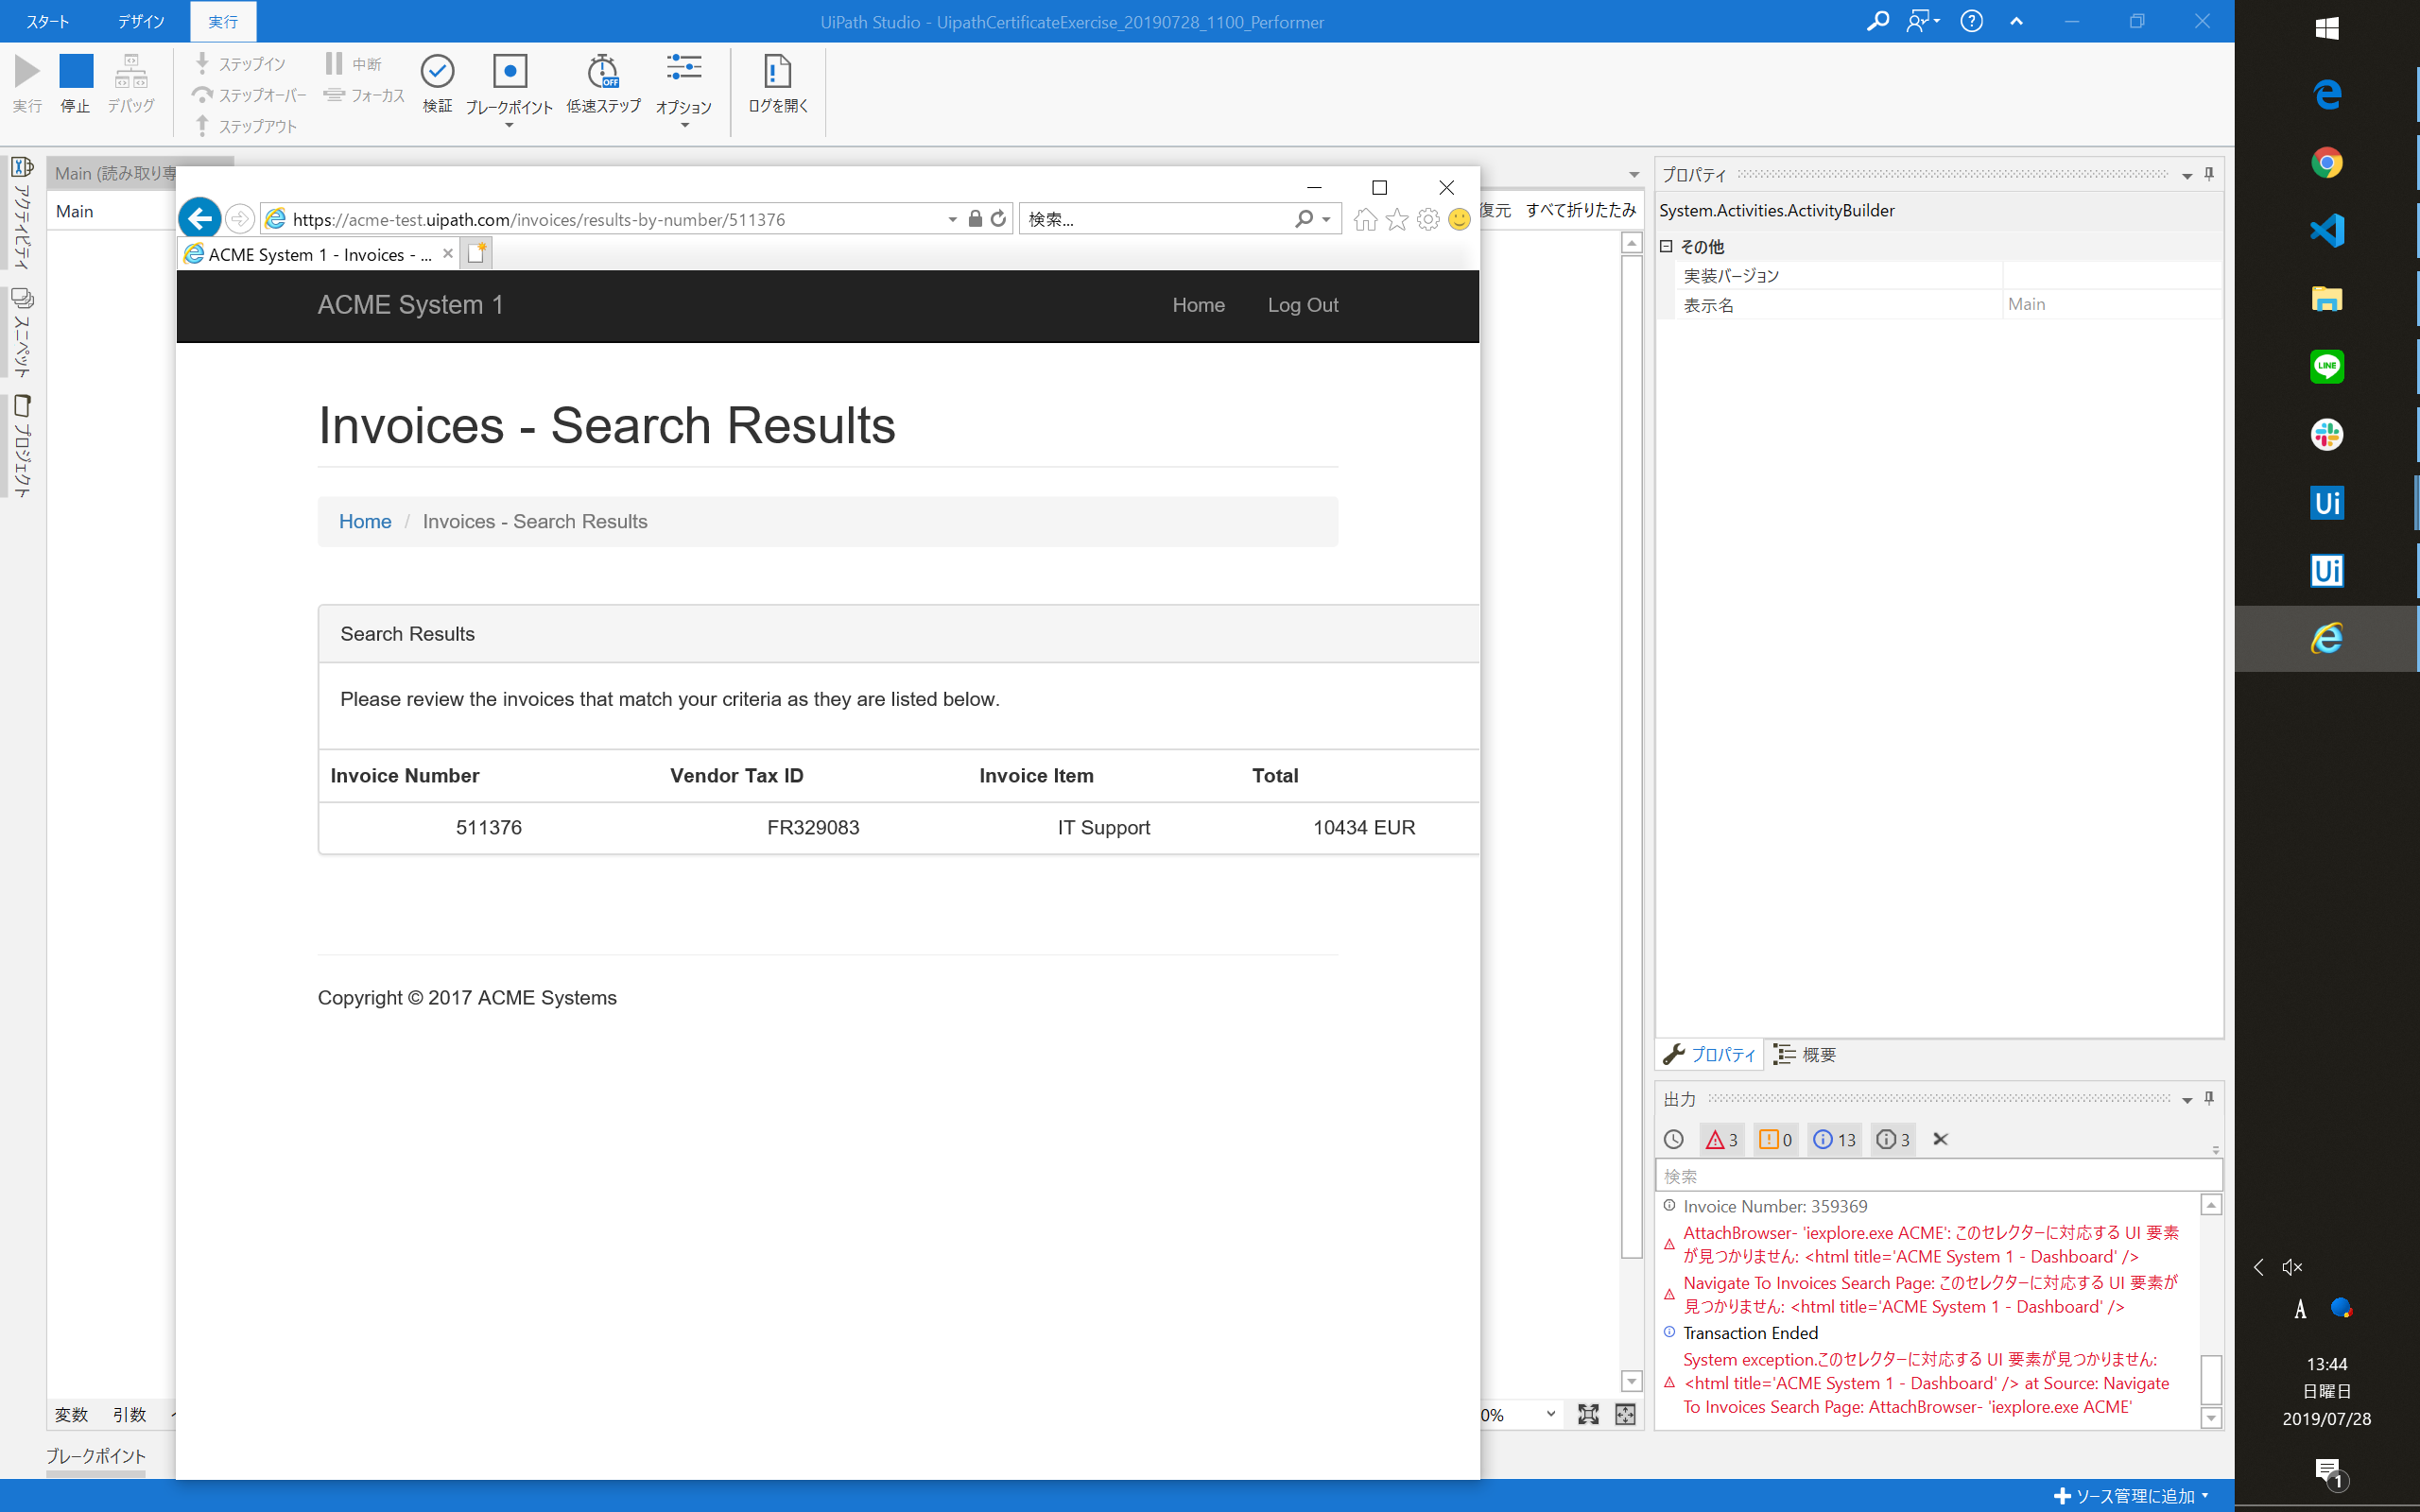 スタート デザイン 実行 UiPath Studio - UipathCertificateExercise_20190728_1100_Performer
実行 停止 デバッグ ステップイン ステップオーバー ステップアウト 中断 フォーカス 検証 ブレークポイント 低速ステップ オプション ログを開く
OFF
アクティビティ
スニペット
プロジェクト
Main (読み取り専
Main
復元 すべて折りたたみ
https://acme-test.uipath.com/invoices/results-by-number/511376 検索...
ACME System 1 - Invoices - ...
ACME System 1 Home Log Out
Invoices - Search Results
Home / Invoices - Search Results
Search Results
Please review the invoices that match your criteria as they are listed below.
Invoice Number Vendor Tax ID Invoice Item Total
511376 FR329083 IT Support 10434 EUR
Copyright © 2017 ACME Systems
変数 引数
0%
ブレークポイント
プロパティ
System.Activities.ActivityBuilder
その他
実装バージョン
表示名 Main
プロパティ 概要
出力
3 0 13 3
検索
Invoice Number: 359369
AttachBrowser- 'iexplore.exe ACME': このセレクターに対応する UI 要素
が見つかりません: <html title='ACME System 1 - Dashboard' />
Navigate To Invoices Search Page: このセレクターに対応する UI 要素が
見つかりません: <html title='ACME System 1 - Dashboard' />
Transaction Ended
System exception.このセレクターに対応する UI 要素が見つかりません:
<html title='ACME System 1 - Dashboard' /> at Source: Navigate
To Invoices Search Page: AttachBrowser- 'iexplore.exe ACME'
ソース管理に追加
LINE
Ui
Ui
A
13:44
日曜日
2019/07/28
1